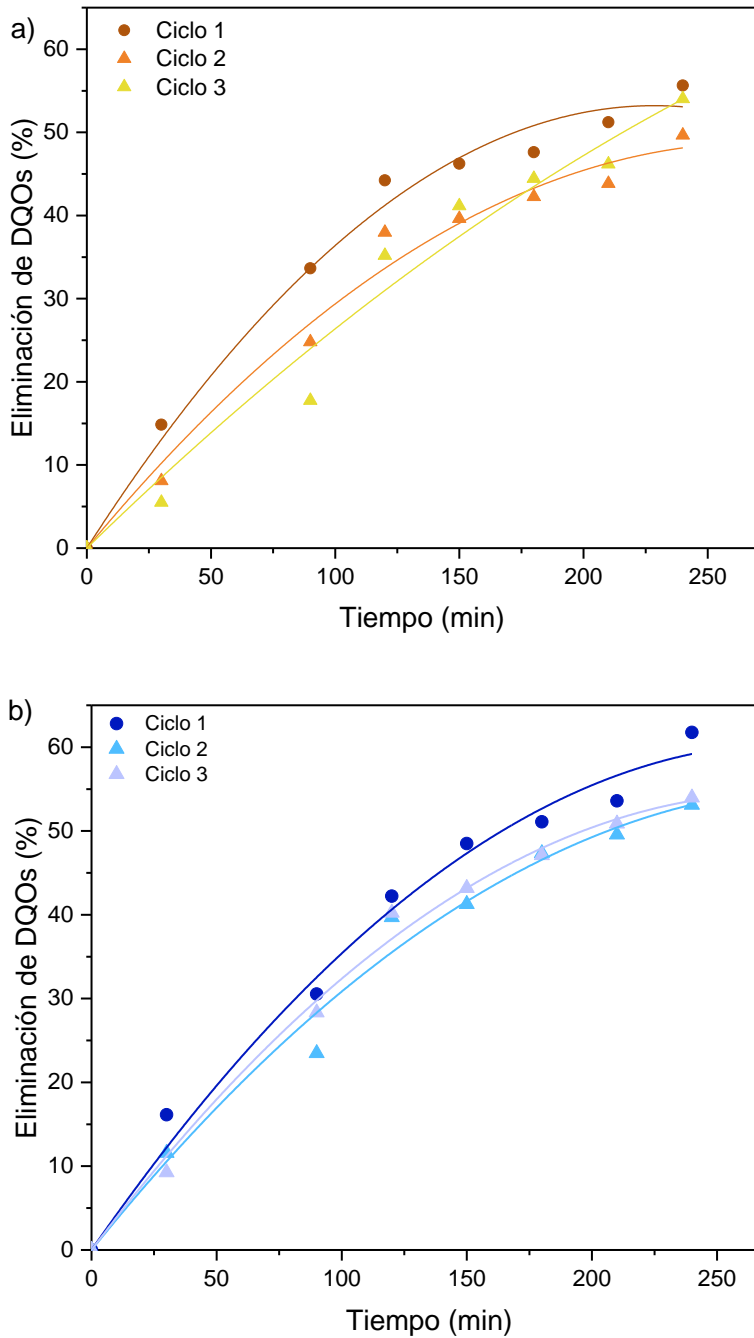 a)
Ciclo 1
Ciclo 2
Ciclo 3
Eliminación de DQOs (%)
60
50
40
30
20
10
0
0 50 100 150 200 250
Tiempo (min)
b)
Ciclo 1
Ciclo 2
Ciclo 3
Eliminación de DQOs (%)
60
50
40
30
20
10
0
0 50 100 150 200 250
Tiempo (min)